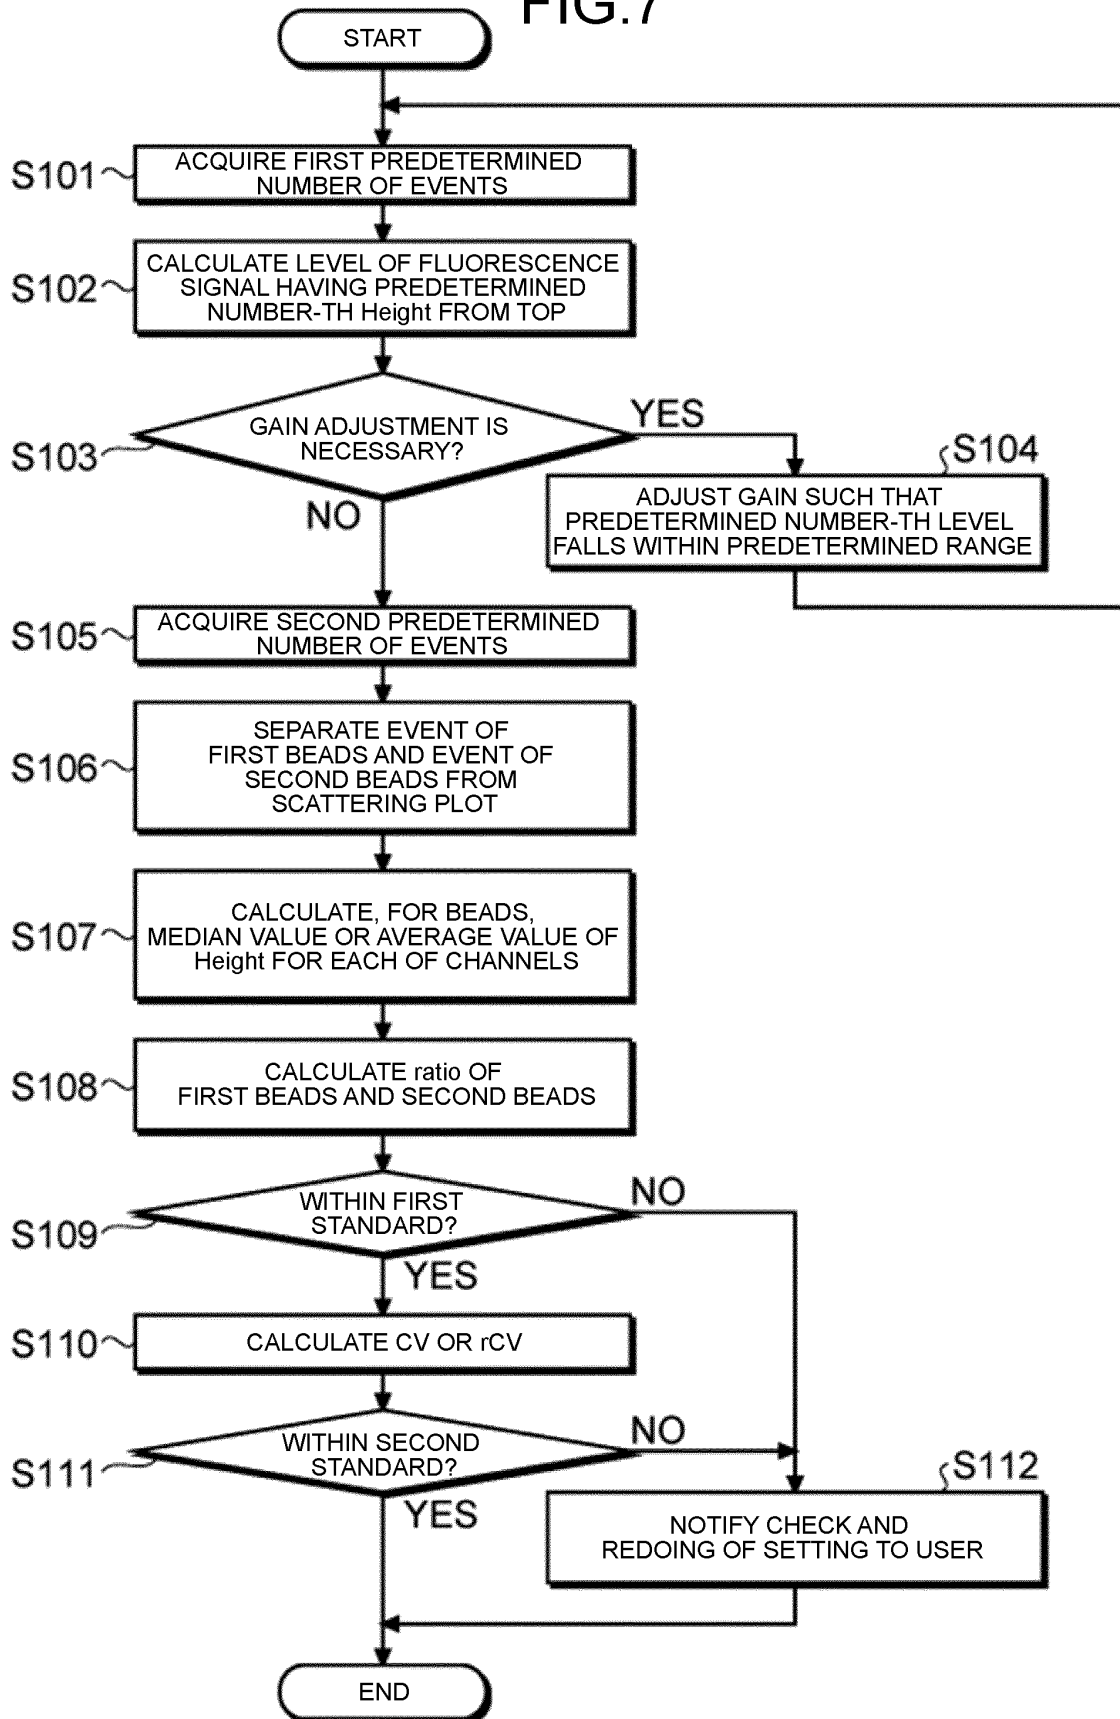 FIG.7
START
S101
ACQUIRE FIRST PREDETERMINED
NUMBER OF EVENTS
S102
CALCULATE LEVEL OF FLUORESCENCE
SIGNAL HAVING PREDETERMINED
NUMBER-TH Height FROM TOP
S103
GAIN ADJUSTMENT IS
NECESSARY?
YES
NO
S104
ADJUST GAIN SUCH THAT
PREDETERMINED NUMBER-TH LEVEL
FALLS WITHIN PREDETERMINED RANGE
S105
ACQUIRE SECOND PREDETERMINED
NUMBER OF EVENTS
S106
SEPARATE EVENT OF
FIRST BEADS AND EVENT OF
SECOND BEADS FROM
SCATTERING PLOT
S107
CALCULATE, FOR BEADS,
MEDIAN VALUE OR AVERAGE VALUE OF
Height FOR EACH OF CHANNELS
S108
CALCULATE ratio OF
FIRST BEADS AND SECOND BEADS
S109
WITHIN FIRST
STANDARD?
NO
YES
S110
CALCULATE CV OR rCV
S111
WITHIN SECOND
STANDARD?
NO
YES
S112
NOTIFY CHECK AND
REDOING OF SETTING TO USER
END